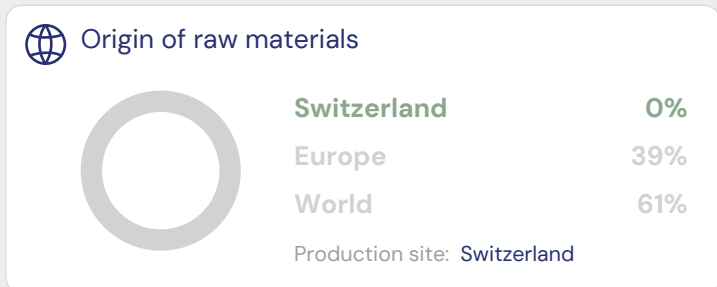 Origin of raw materials
Switzerland 0%
Europe 39%
World 61%
Production site: Switzerland